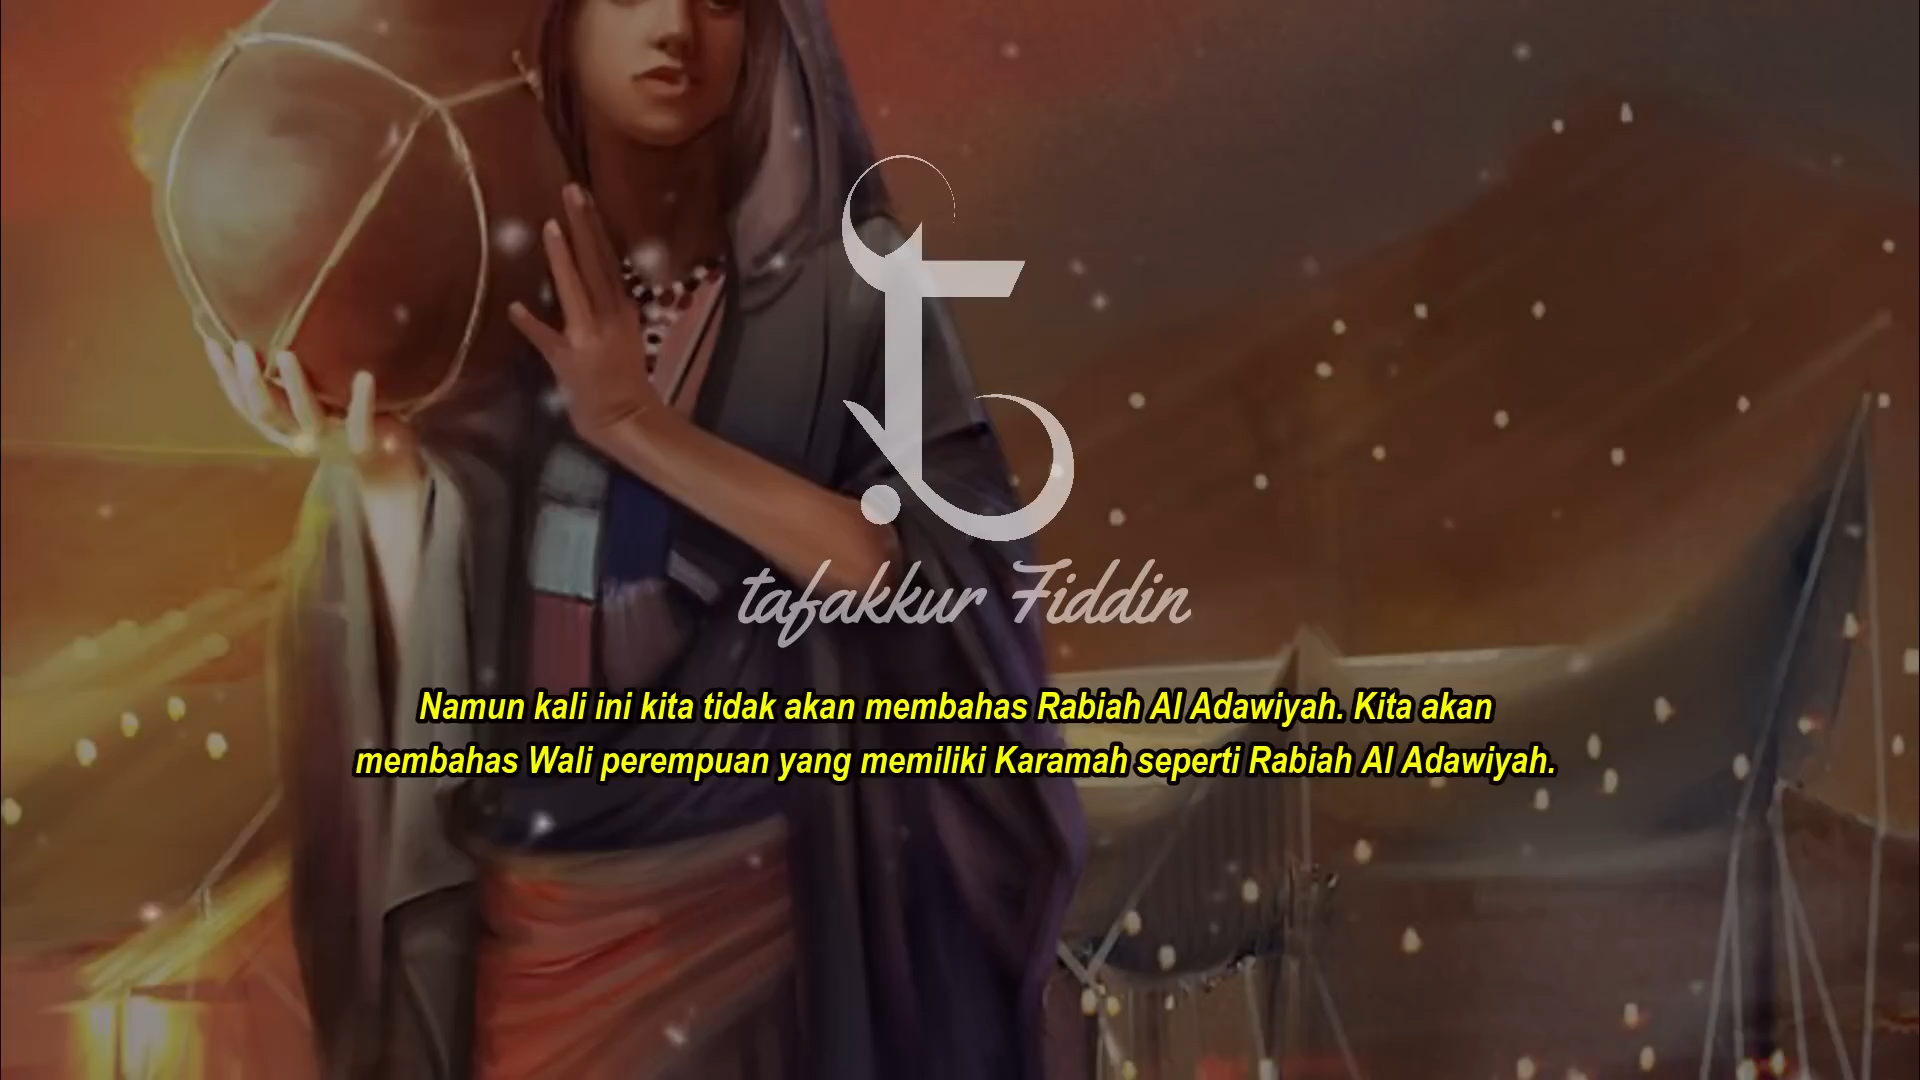 tafakkur Fiddin
Namun kali ini kita tidak akan membahas Rabiah Al Adawiyah. Kita akan
membahas Wali perempuan yang memiliki Karamah seperti Rabiah Al Adawiyah.